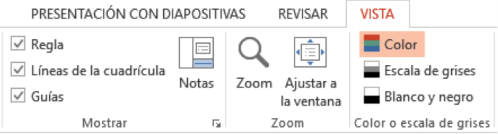 PRESENTACIÓN CON DIAPOSITIVAS REVISAR VISTA
Regla
Líneas de la cuadrícula
Guías
Mostrar
Notas
Zoom
Ajustar a
la ventana
Zoom
Color
Escala de grises
Blanco y negro
Color o escala de grises